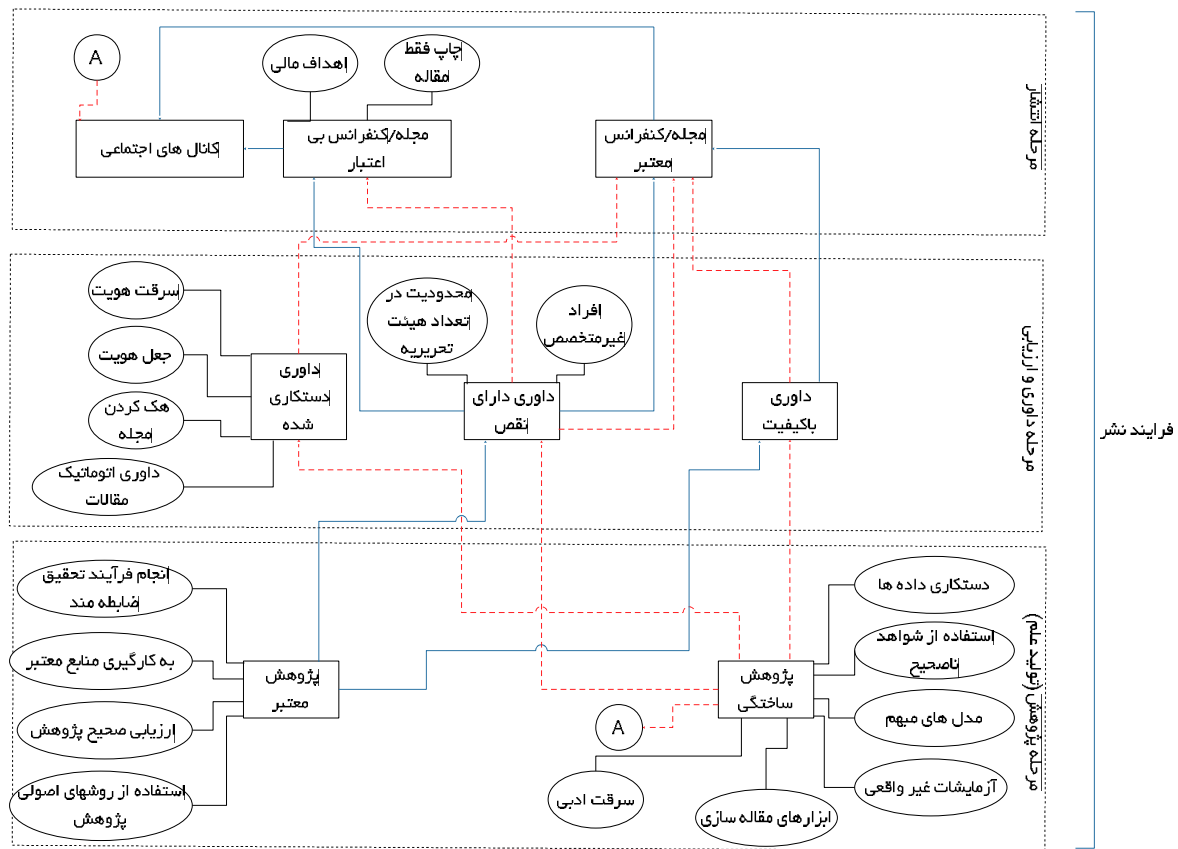 A
اهداف مالی
چاپ فقط
مقاله
کانال های اجتماعی
مجله/کنفرانس بی
اعتبار
مجله/کنفرانس
معتبر
مرحله انتشار
سرقت هویت
جعل هویت
هک کردن
مجله
داوری اتوماتیک
مقالات
داوری
دستکاری
شده
محدودیت در
تعداد هیئت
تحریریه
افراد
غیرمتخصص
داوری دارای
نقص
داوری
باکیفیت
مرحله داوری و ارزیابی
فرایند نشر
انجام فرآیند تحقیق
ضابطه مند
به کارگیری منابع معتبر
ارزیابی صحیح پژوهش
استفاده از روشهای اصولی
پژوهش
پژوهش
معتبر
پژوهش
ساختگی
A
سرقت ادبی
ابزارهای مقاله سازی
دستکاری داده ها
استفاده از شواهد
ناصحیح
مدل های مبهم
آزمایشات غیر واقعی
مرحله پژوهش (تولید علم)